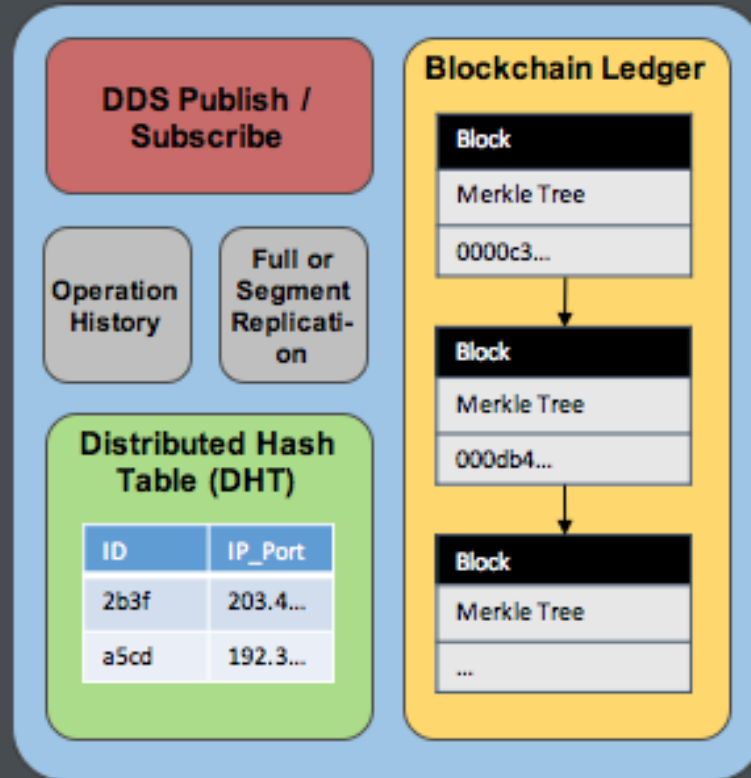 DDS Publish /
Subscribe
Operation
History
Full or
Segment
Replicati-
on
Distributed Hash
Table (DHT)
ID IP_Port
2b3f 203.4...
a5cd 192.3...
Blockchain Ledger
Block
Merkle Tree
0000c3...
Block
Merkle Tree
000db4...
Block
Merkle Tree
...